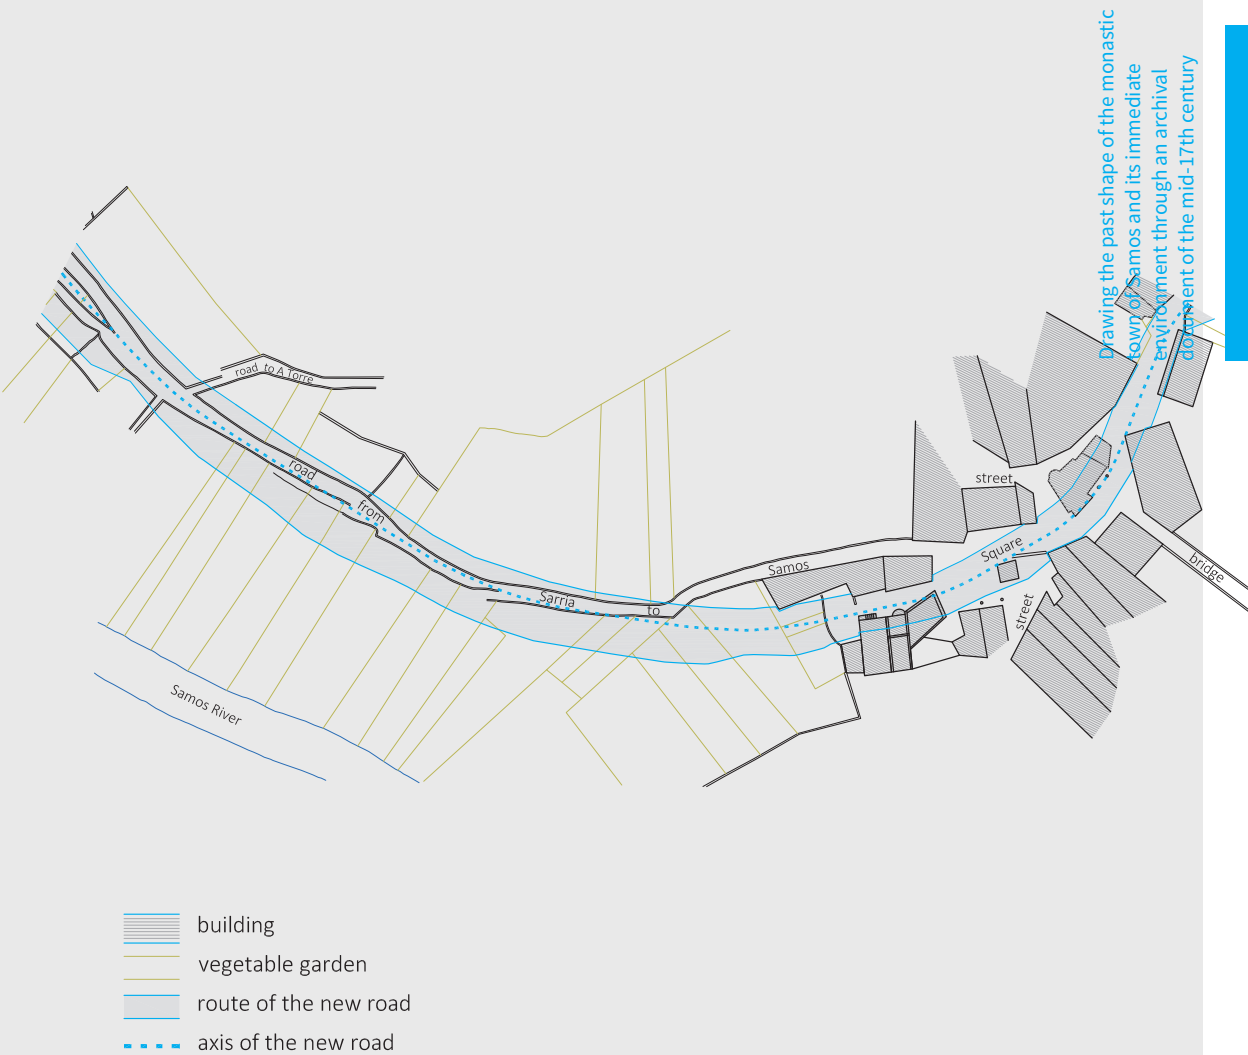 Drawing the past shape of the monastic
town of Samos and its immediate
environment through an archival
document of the mid-17th century
road to A Torre
road
from
street
Square
Samos
bridge
Sarria
to
street
Samos River
building
vegetable garden
route of the new road
axis of the new road